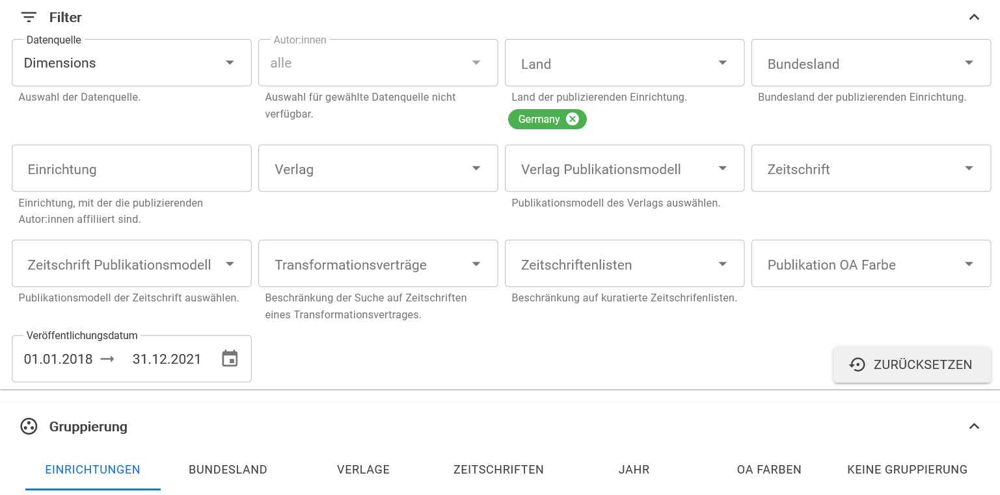 Filter
Datenquelle
Dimensions
Auswahl der Datenquelle.
Autor:innen
alle
Auswahl für gewählte Datenquelle nicht
verfügbar.
Land
Land der publizierenden Einrichtung.
Germany
Bundesland
Bundesland der publizierenden Einrichtung.
Einrichtung
Einrichtung, mit der die publizierenden
Autor:innen affiliiert sind.
Verlag
Verlag Publikationsmodell
Publikationsmodell des Verlags auswählen.
Zeitschrift
Zeitschrift Publikationsmodell
Publikationsmodell der Zeitschrift auswählen.
Transformationsverträge
Beschränkung der Suche auf Zeitschriften
eines Transformationsvertrages.
Zeitschriftenlisten
Beschränkung auf kuratierte Zeitschrifenlisten.
Publikation OA Farbe
Veröffentlichungsdatum
01.01.2018 → 31.12.2021
ZURÜCKSETZEN
Gruppierung
EINRICHTUNGEN BUNDESLAND VERLAGE ZEITSCHRIFTEN JAHR OA FARBEN KEINE GRUPPIERUNG